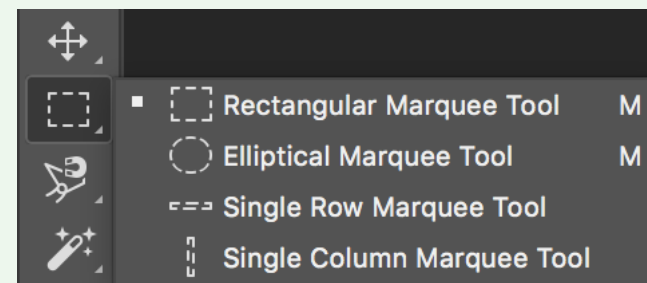 Rectangular Marquee Tool M
Elliptical Marquee Tool M
Single Row Marquee Tool
Single Column Marquee Tool